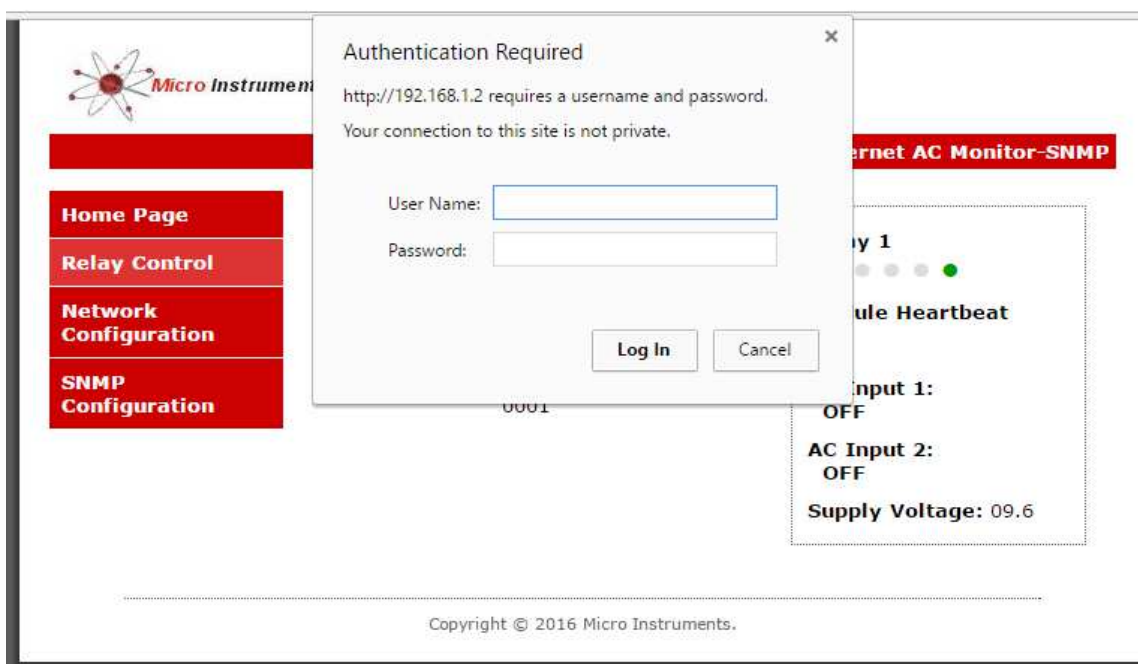 Micro Instrument
Authentication Required
http://192.168.1.2 requires a username and password.
Your connection to this site is not private.
User Name:
Password:
Log In
Cancel
ernet AC Monitor-SNMP
Home Page
Relay Control
Network
Configuration
SNMP
Configuration
0001
y 1
ule Heartbeat
nput 1:
OFF
AC Input 2:
OFF
Supply Voltage: 09.6
Copyright © 2016 Micro Instruments.